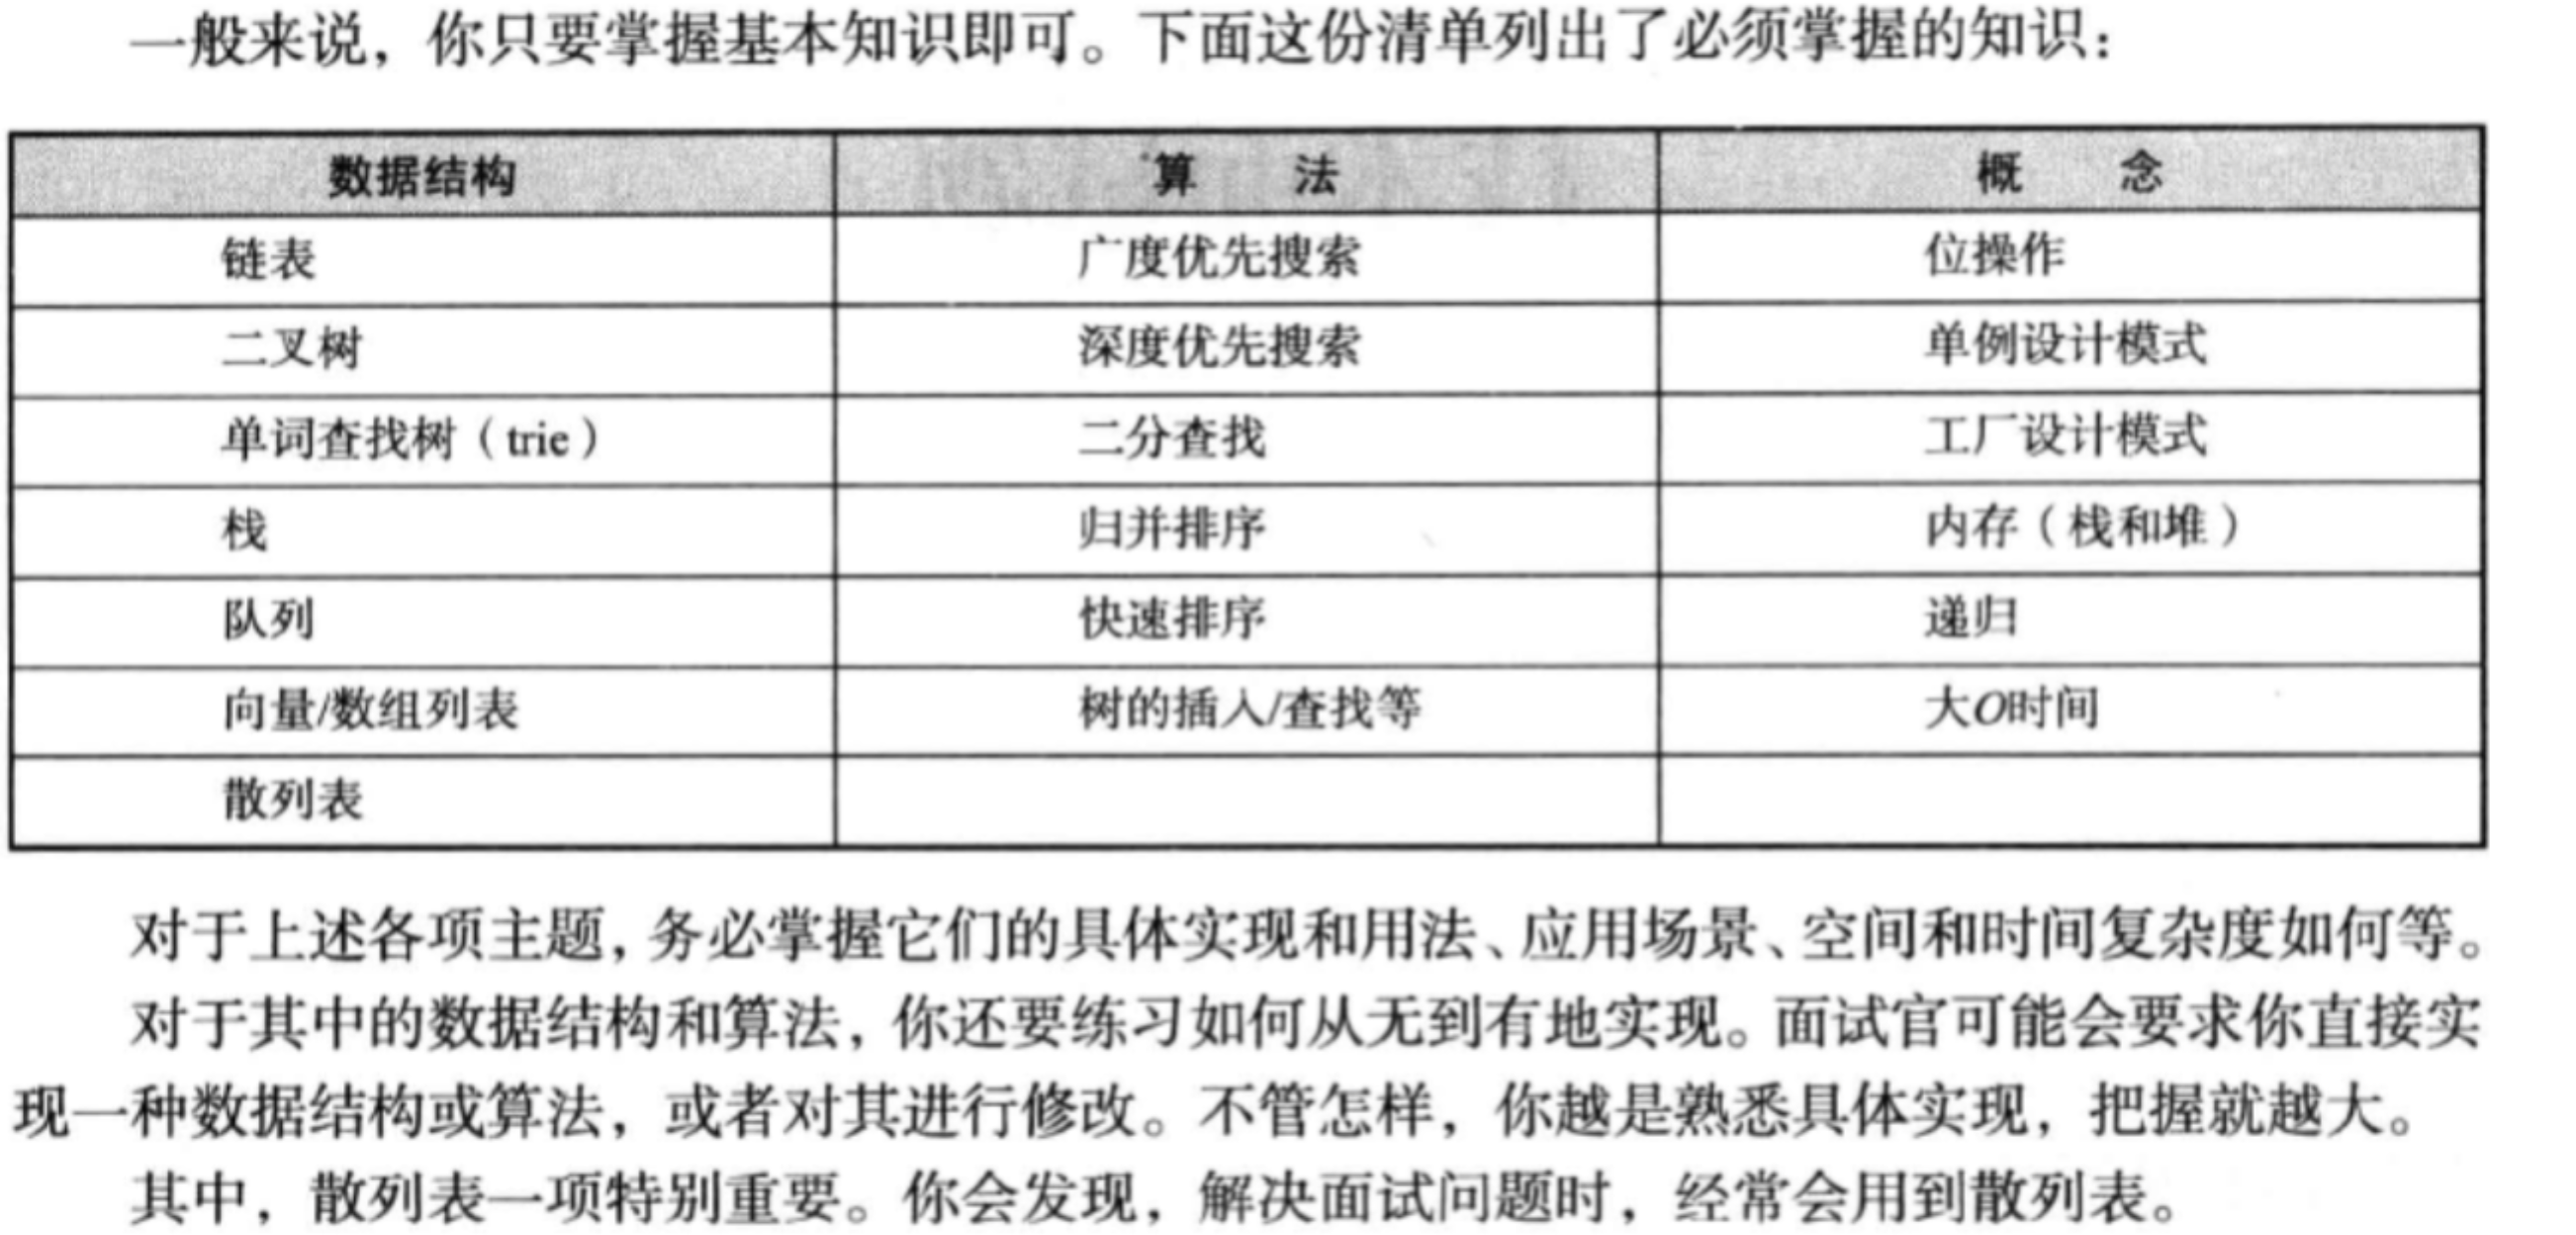 一般来说，你只要掌握基本知识即可。下面这份清单列出了必须掌握的知识：
数据结构 算 法 概 念
链表 广度优先搜索 位操作
二叉树 深度优先搜索 单例设计模式
单词查找树（trie） 二分查找 工厂设计模式
栈 归并排序 内存（栈和堆）
队列 快速排序 递归
向量/数组列表 树的插入/查找等 大O时间
散列表
对于上述各项主题，务必掌握它们的具体实现和用法、应用场景、空间和时间复杂度如何等。
对于其中的数据结构和算法，你还要练习如何从无到有地实现。面试官可能会要求你直接实
现一种数据结构或算法，或者对其进行修改。不管怎样，你越是熟悉具体实现，把握就越大。
其中，散列表一项特别重要。你会发现，解决面试问题时，经常会用到散列表。